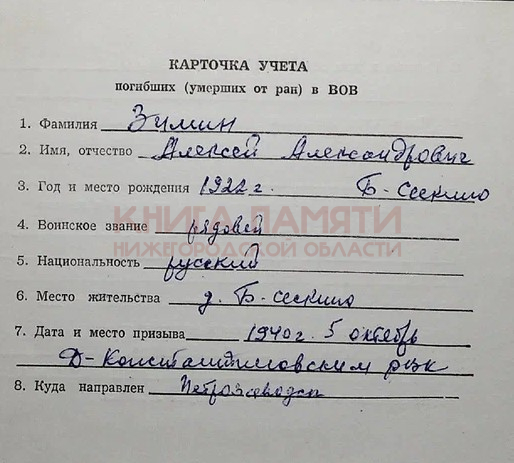 КАРТОЧКА УЧЕТА
погибших (умерших от ран) в ВОВ
1. Фамилия Зимин
2. Имя, отчество Алексей Александрович
3. Год и место рождения 1922 г. Б-Сескино
КНИГА ПАМЯТИ
4. Воинское звание рядовой
НИЖЕГОРОДСКОЙ ОБЛАСТИ
5. Национальность русский
6. Место жительства д. Б-Сескино
7. Дата и место призыва 1940 г. 5 октябрь
Д-Константиновским рвк
8. Куда направлен Петрозаводск